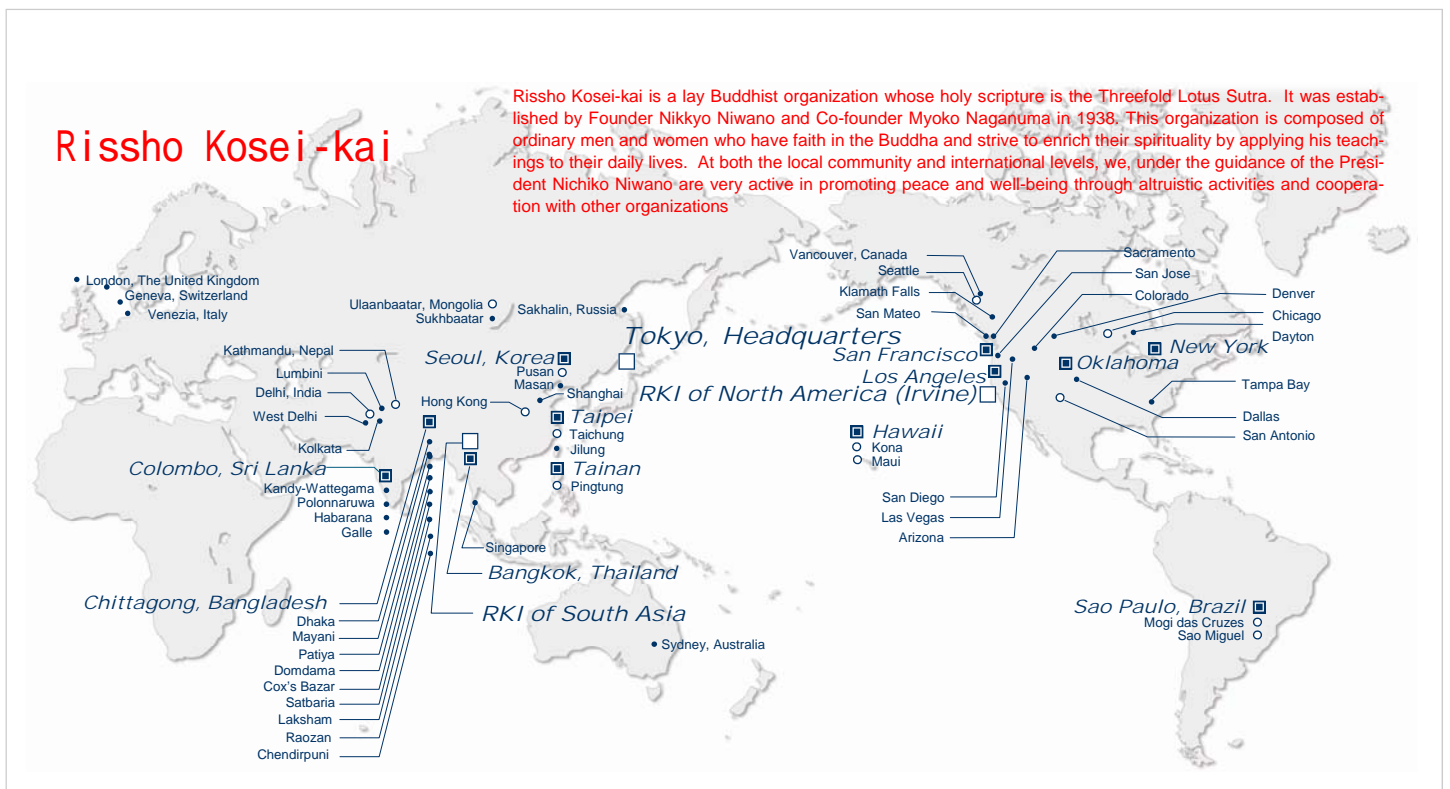 Rissho Kosei-kai
Rissho Kosei-kai is a lay Buddhist organization whose holy scripture is the Threefold Lotus Sutra. It was estab-
lished by Founder Nikkyo Niwano and Co-founder Myoko Naganuma in 1938. This organization is composed of
ordinary men and women who have faith in the Buddha and strive to enrich their spirituality by applying his teach-
ings to their daily lives. At both the local community and international levels, we, under the guidance of the Presi-
dent Nichiko Niwano are very active in promoting peace and well-being through altruistic activities and coopera-
tion with other organizations
London, The United Kingdom
Geneva, Switzerland
Venezia, Italy
Ulaanbaatar, Mongolia
Sukhbaatar
Sakhalin, Russia
Tokyo, Headquarters
Seoul, Korea
Pusan
Masan
Shanghai
Hong Kong
Kathmandu, Nepal
Lumbini
Delhi, India
West Delhi
Kolkata
Colombo, Sri Lanka
Kandy-Wattegama
Polonnaruwa
Habarana
Galle
Taipei
Taichung
Jilung
Tainan
Pingtung
Singapore
Bangkok, Thailand
RKI of South Asia
Chittagong, Bangladesh
Dhaka
Mayani
Patiya
Domdama
Cox's Bazar
Satbaria
Laksham
Raozan
Chendirpuni
Sydney, Australia
Vancouver, Canada
Seattle
Klamath Falls
San Mateo
San Francisco
Los Angeles
RKI of North America (Irvine)
Hawaii
Kona
Maui
San Diego
Las Vegas
Arizona
Sacramento
San Jose
Colorado
Denver
Chicago
Dayton
New York
Oklahoma
Tampa Bay
Dallas
San Antonio
Sao Paulo, Brazil
Mogi das Cruzes
Sao Miguel